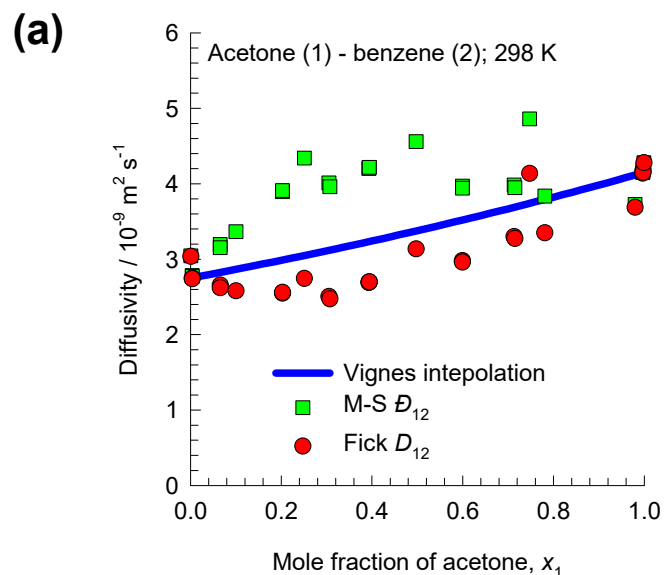 (a)
Acetone (1) - benzene (2); 298 K
Diffusivity / 10⁻⁹ m² s⁻¹
6
5
4
3
2
1
0
Vignes intepolation
M-S Đ₁₂
Fick D₁₂
0.0 0.2 0.4 0.6 0.8 1.0
Mole fraction of acetone, x₁